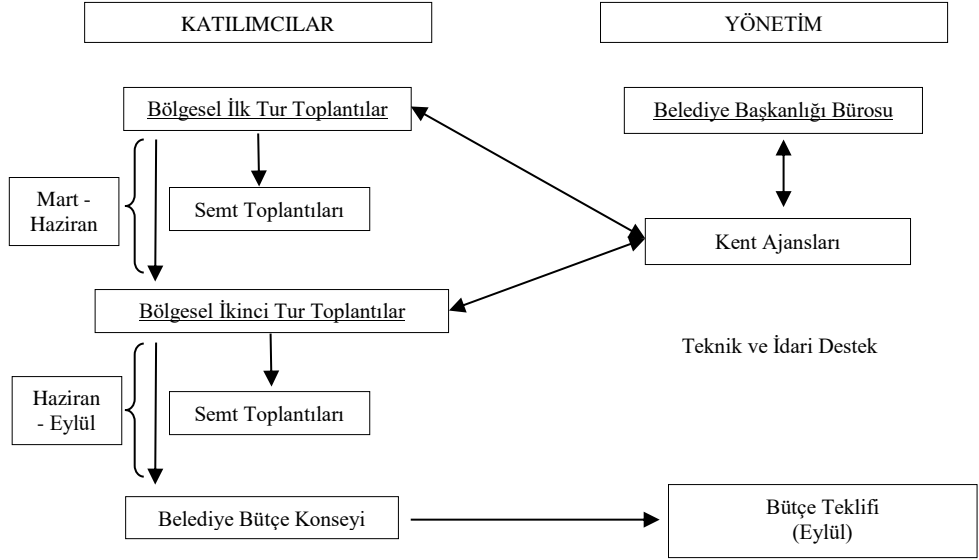 KATILIMCILAR
YÖNETİM
Bölgesel İlk Tur Toplantılar
Belediye Başkanlığı Bürosu
Mart -
Haziran
Semt Toplantıları
Kent Ajansları
Bölgesel İkinci Tur Toplantılar
Teknik ve İdari Destek
Haziran
- Eylül
Semt Toplantıları
Belediye Bütçe Konseyi
Bütçe Teklifi
(Eylül)